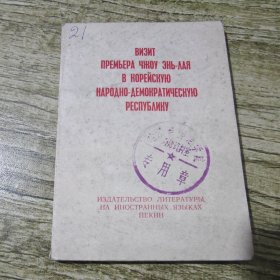 21
ВИЗИТ
ПРЕМЬЕРА ЧЖОУ ЭНЬ-ЛАЯ
В КОРЕЙСКУЮ
НАРОДНО-ДЕМОКРАТИЧЕСКУЮ
РЕСПУБЛИКУ
专用章
ИЗДАТЕЛЬСТВО ЛИТЕРАТУРЫ
НА ИНОСТРАННЫХ ЯЗЫКАХ
ПЕКИН